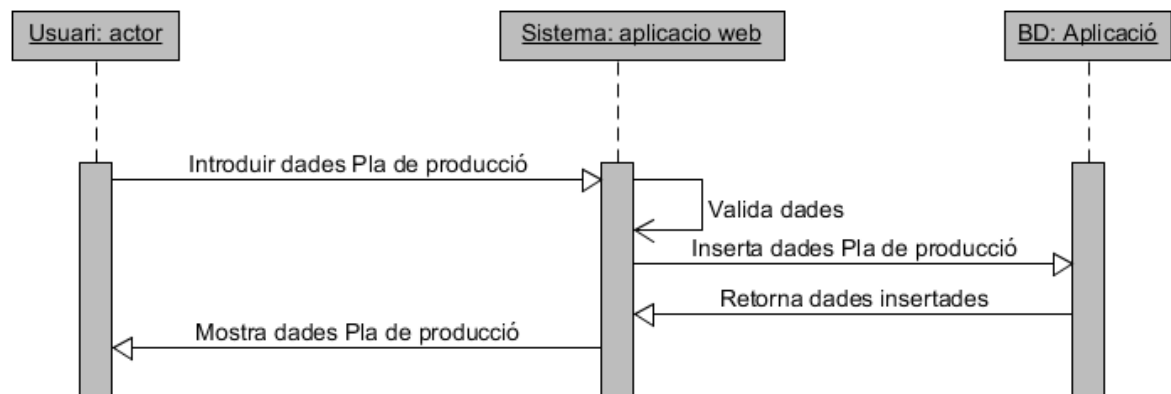 Usuari: actor
Sistema: aplicacio web
BD: Aplicació
Introduir dades Pla de producció
Valida dades
Inserta dades Pla de producció
Retorna dades insertades
Mostra dades Pla de producció